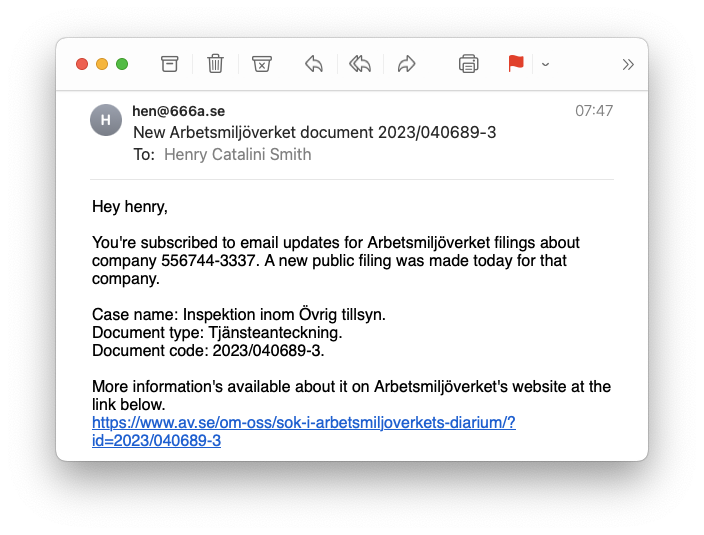 H
hen@666a.se
07:47
New Arbetsmiljöverket document 2023/040689-3
To: Henry Catalini Smith
Hey henry,
You're subscribed to email updates for Arbetsmiljöverket filings about
company 556744-3337. A new public filing was made today for that
company.
Case name: Inspektion inom Övrig tillsyn.
Document type: Tjänsteanteckning.
Document code: 2023/040689-3.
More information's available about it on Arbetsmiljöverket's website at the
link below.
https://www.av.se/om-oss/sok-i-arbetsmiljoverkets-diarium/?
id=2023/040689-3